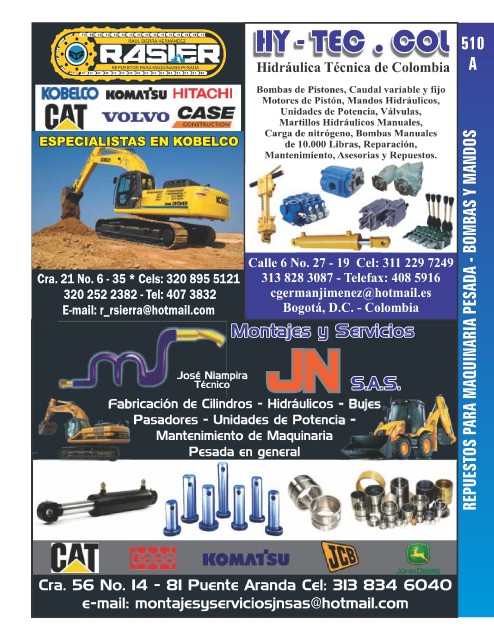 RAUL SIERRA HERNANDEZ
RADIER
REPUESTOS PARA MAQUINARIA PESADA
KOBELCO KOMATSU HITACHI
CAT VOLVO CASE
CONSTRUCTION
ESPECIALISTAS EN KOBELCO
Cra. 21 No. 6 - 35 * Cels: 320 895 5121
320 252 2382 - Tel: 407 3832
E-mail: r_rsierra@hotmail.com
HY - TEC . COL
Hidráulica Técnica de Colombia
Bombas de Pistones, Caudal variable y fijo
Motores de Pistón, Mandos Hidráulicos,
Unidades de Potencia, Válvulas,
Martillos Hidráulicos Manuales,
Carga de nitrógeno, Bombas Manuales
de 10.000 Libras, Reparación,
Mantenimiento, Asesorias y Repuestos.
Calle 6 No. 27 - 19 Cel: 311 229 7249
313 828 3087 - Telefax: 408 5916
cgermanjimenez@hotmail.es
Bogotá, D.C. - Colombia
510
A
REPUESTOS PARA MAQUINARIA PESADA - BOMBAS Y MANDOS
Montajes y Servicios
José Niampira
Técnico
JN
S.A.S.
Fabricación de Cilindros - Hidráulicos - Bujes
Pasadores - Unidades de Potencia -
Mantenimiento de Maquinaria
Pesada en general
CAT KOMATSU JCB JOHN DEERE
Cra. 56 No. 14 - 81 Puente Aranda Cel: 313 834 6040
e-mail: montajesyserviciosjnsas@hotmail.com